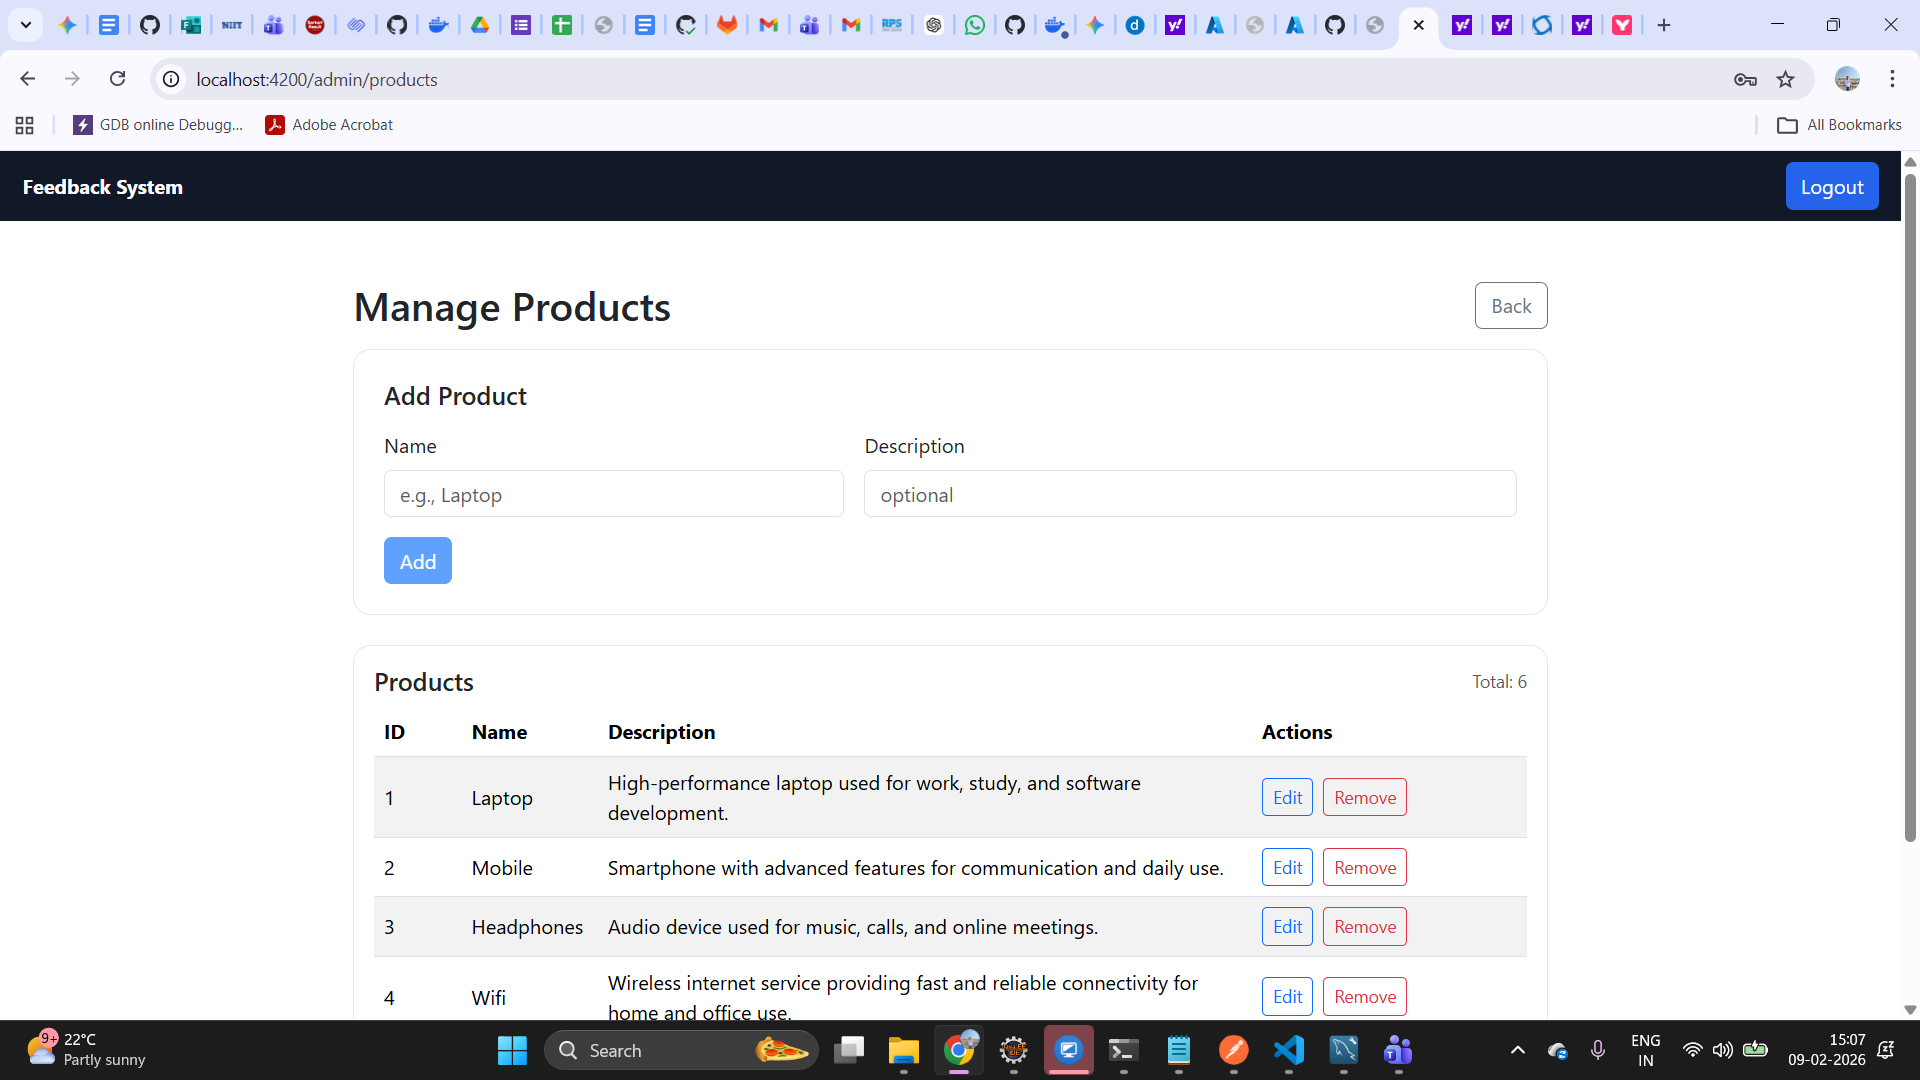 localhost:4200/admin/products
GDB online Debugg...
Adobe Acrobat
All Bookmarks
Feedback System
Logout
Manage Products
Back
Add Product
Name
Description
e.g., Laptop
optional
Add
Products
Total: 6
ID Name Description Actions
1 Laptop High-performance laptop used for work, study, and software
development.
Edit Remove
2 Mobile Smartphone with advanced features for communication and daily use. Edit Remove
3 Headphones Audio device used for music, calls, and online meetings. Edit Remove
4 Wifi Wireless internet service providing fast and reliable connectivity for
home and office use.
Edit Remove
9+
22°C
Partly sunny
Search
ENG
IN
15:07
09-02-2026